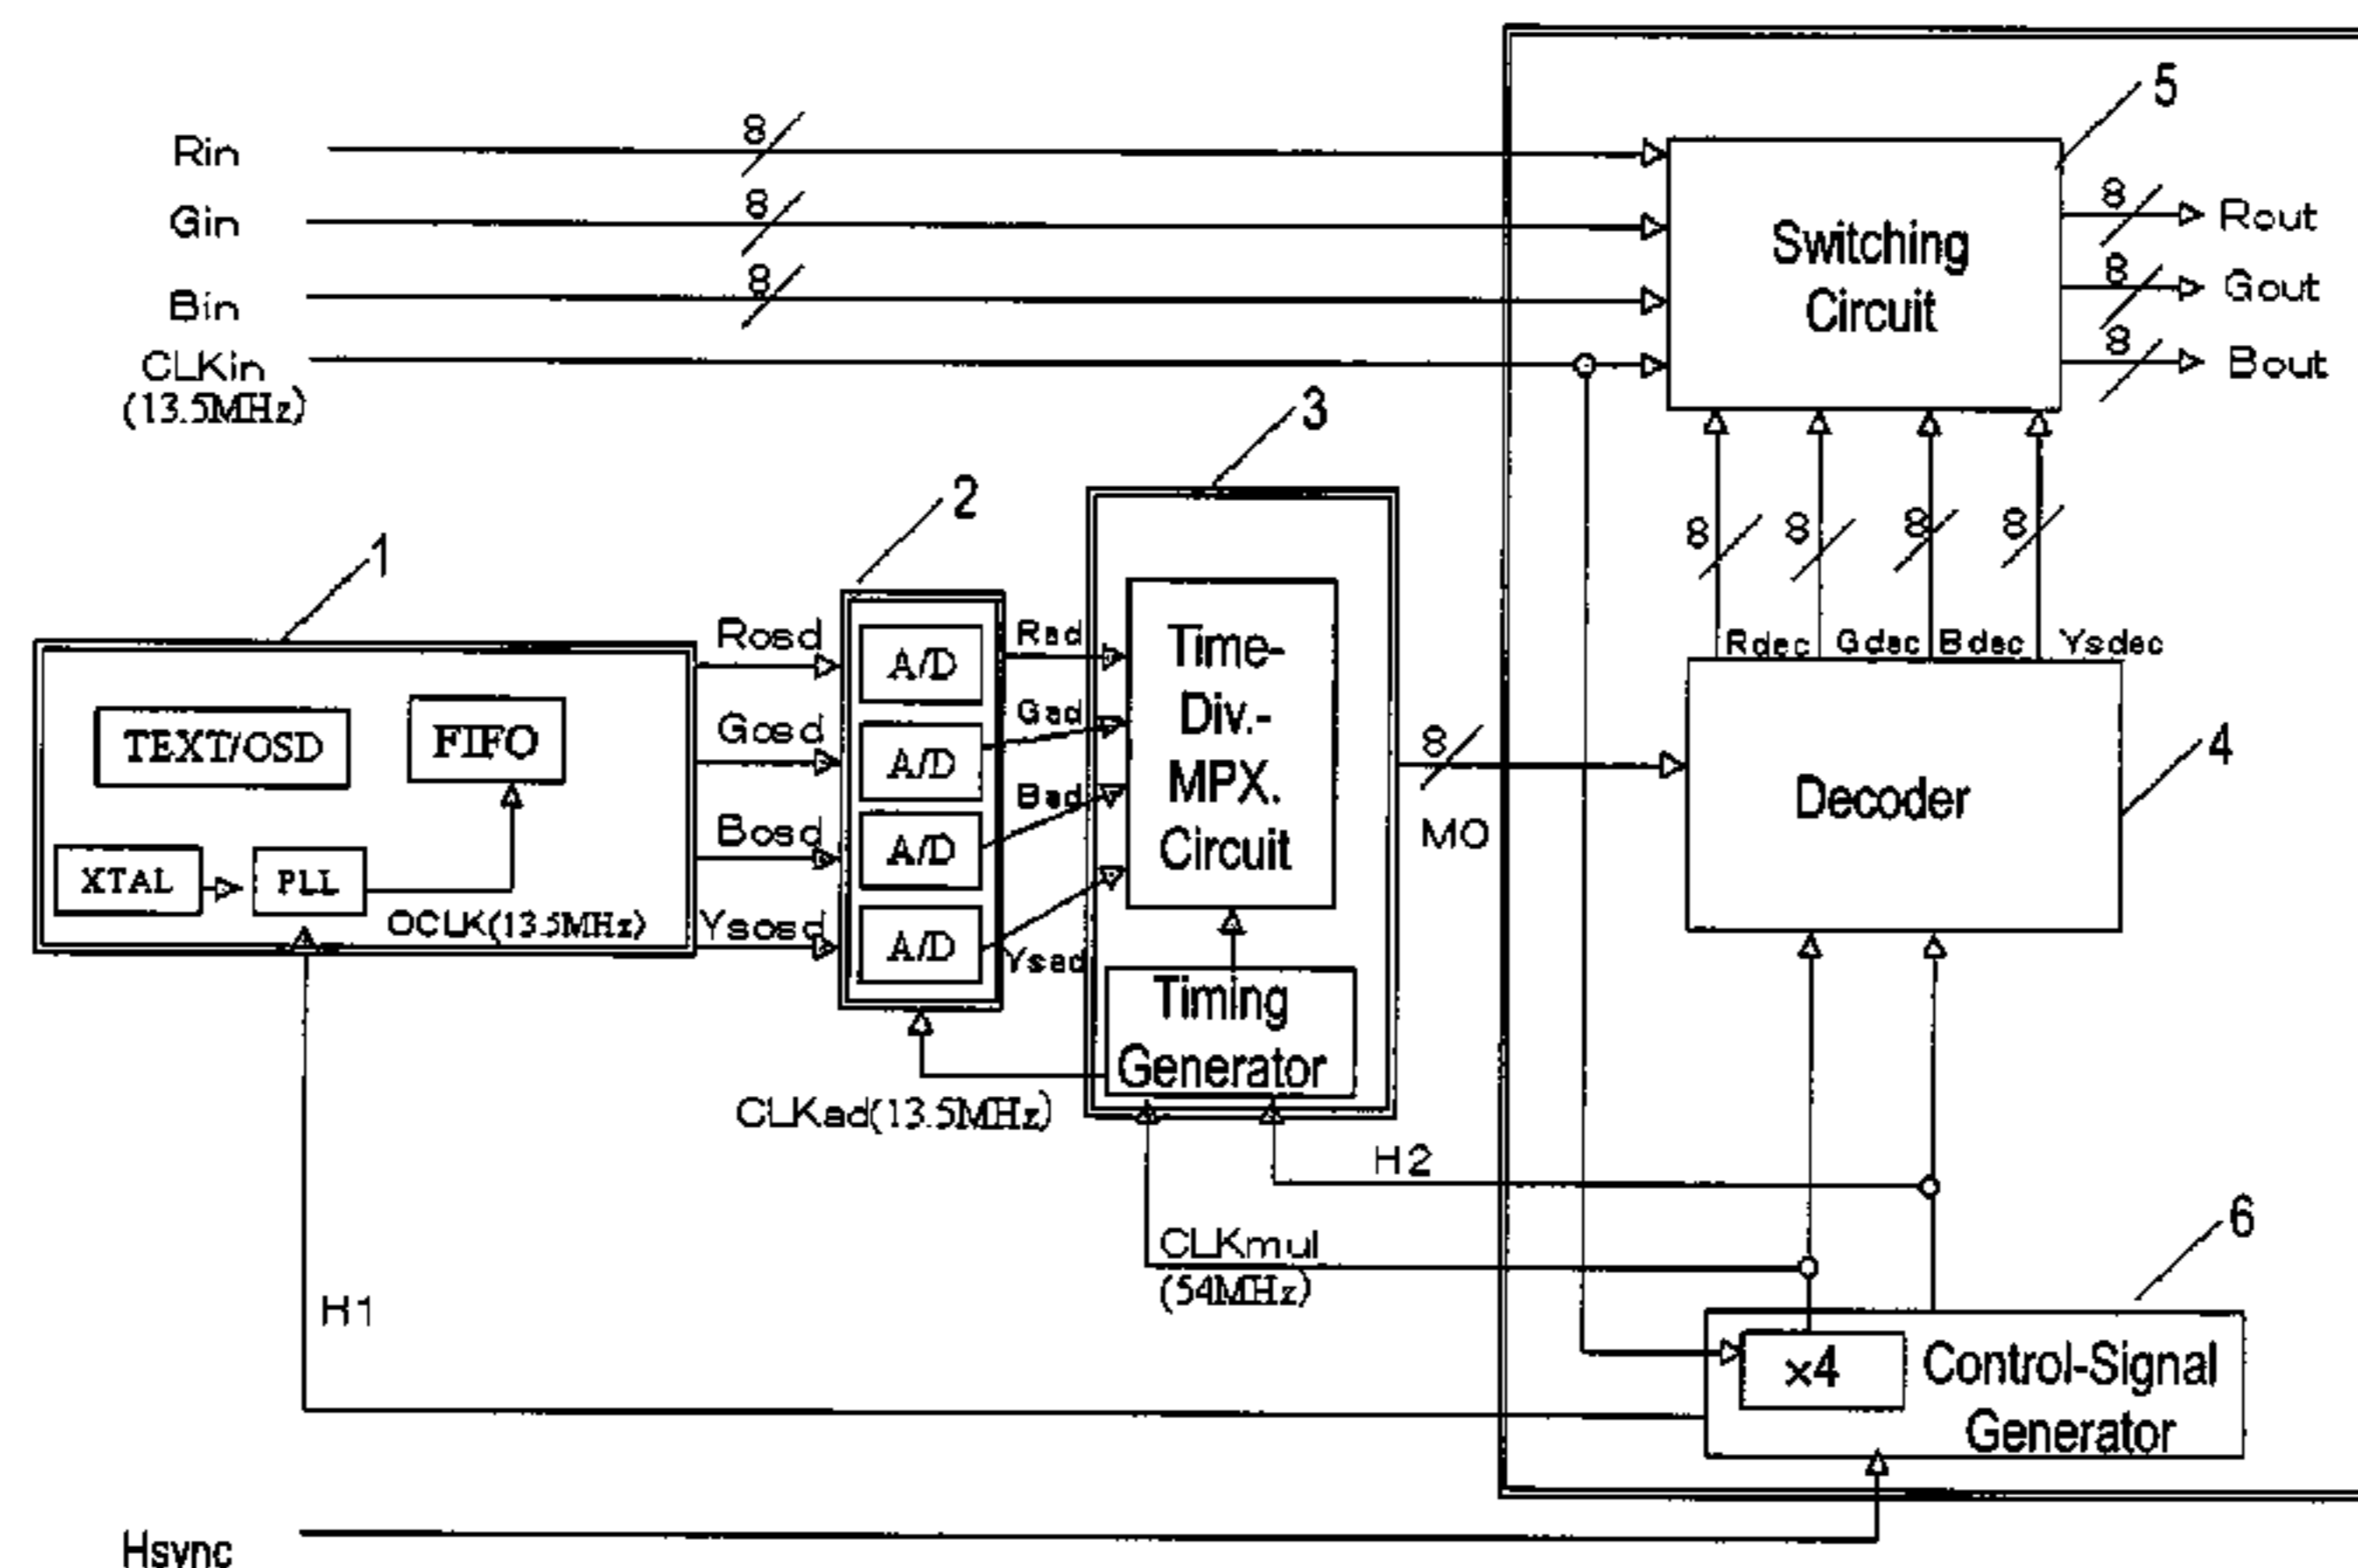 5
Rin
8
Gin
8
Bin
8
CLKin
(13.5MHz)
Switching
Circuit
8
Rout
8
Gout
8
Bout
1
2
3
8
8
8
8
Rdec
Gdec
Bdec
Ysdec
TEXT/OSD
FIFO
XTAL
PLL
OCLK(13.5MHz)
Rosd
Gosd
Bosd
Ysosd
A/D
A/D
A/D
A/D
Rad
Gad
Bad
Ysad
Time-
Div.-
MPX.
Circuit
Timing
Generator
8
MO
Decoder
4
CLKad(13.5MHz)
H2
CLKmul
(54MHz)
H1
6
×4
Control-Signal
Generator
Hsync